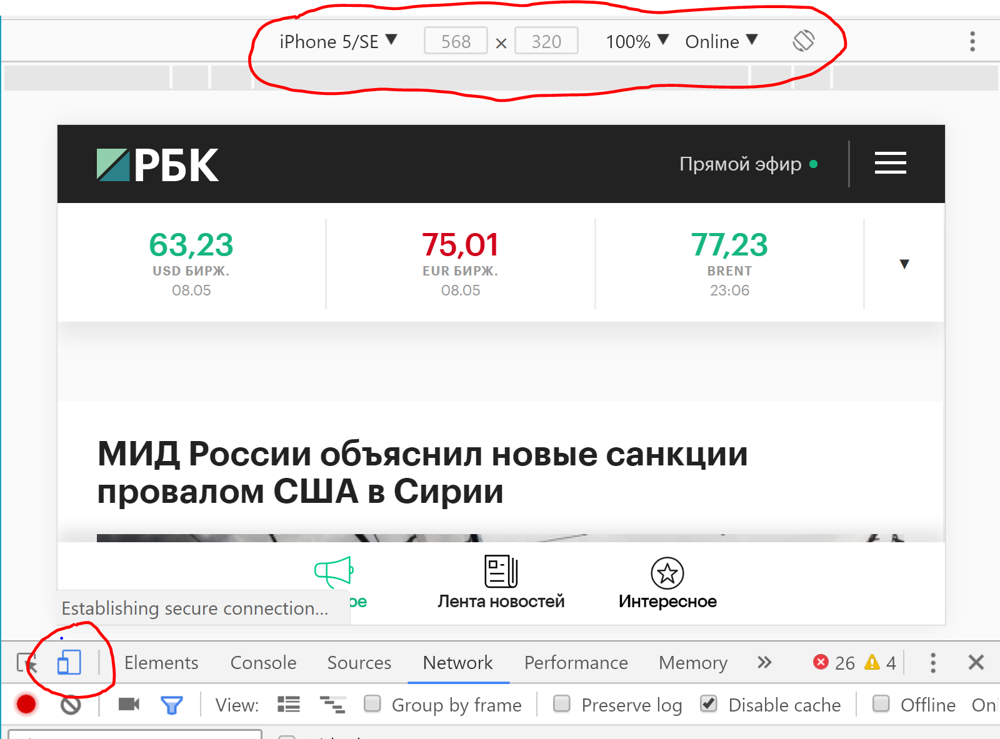 iPhone 5/SE ▼ 568 × 320 100% ▼ Online ▼
РБК Прямой эфир
63,23 75,01 77,23
USD БИРЖ. EUR БИРЖ. BRENT
08.05 08.05 23:06
МИД России объяснил новые санкции
провалом США в Сирии
ое Лента новостей Интересное
Establishing secure connection...
Elements Console Sources Network Performance Memory » 26 4
View: Group by frame Preserve log Disable cache Offline Onl